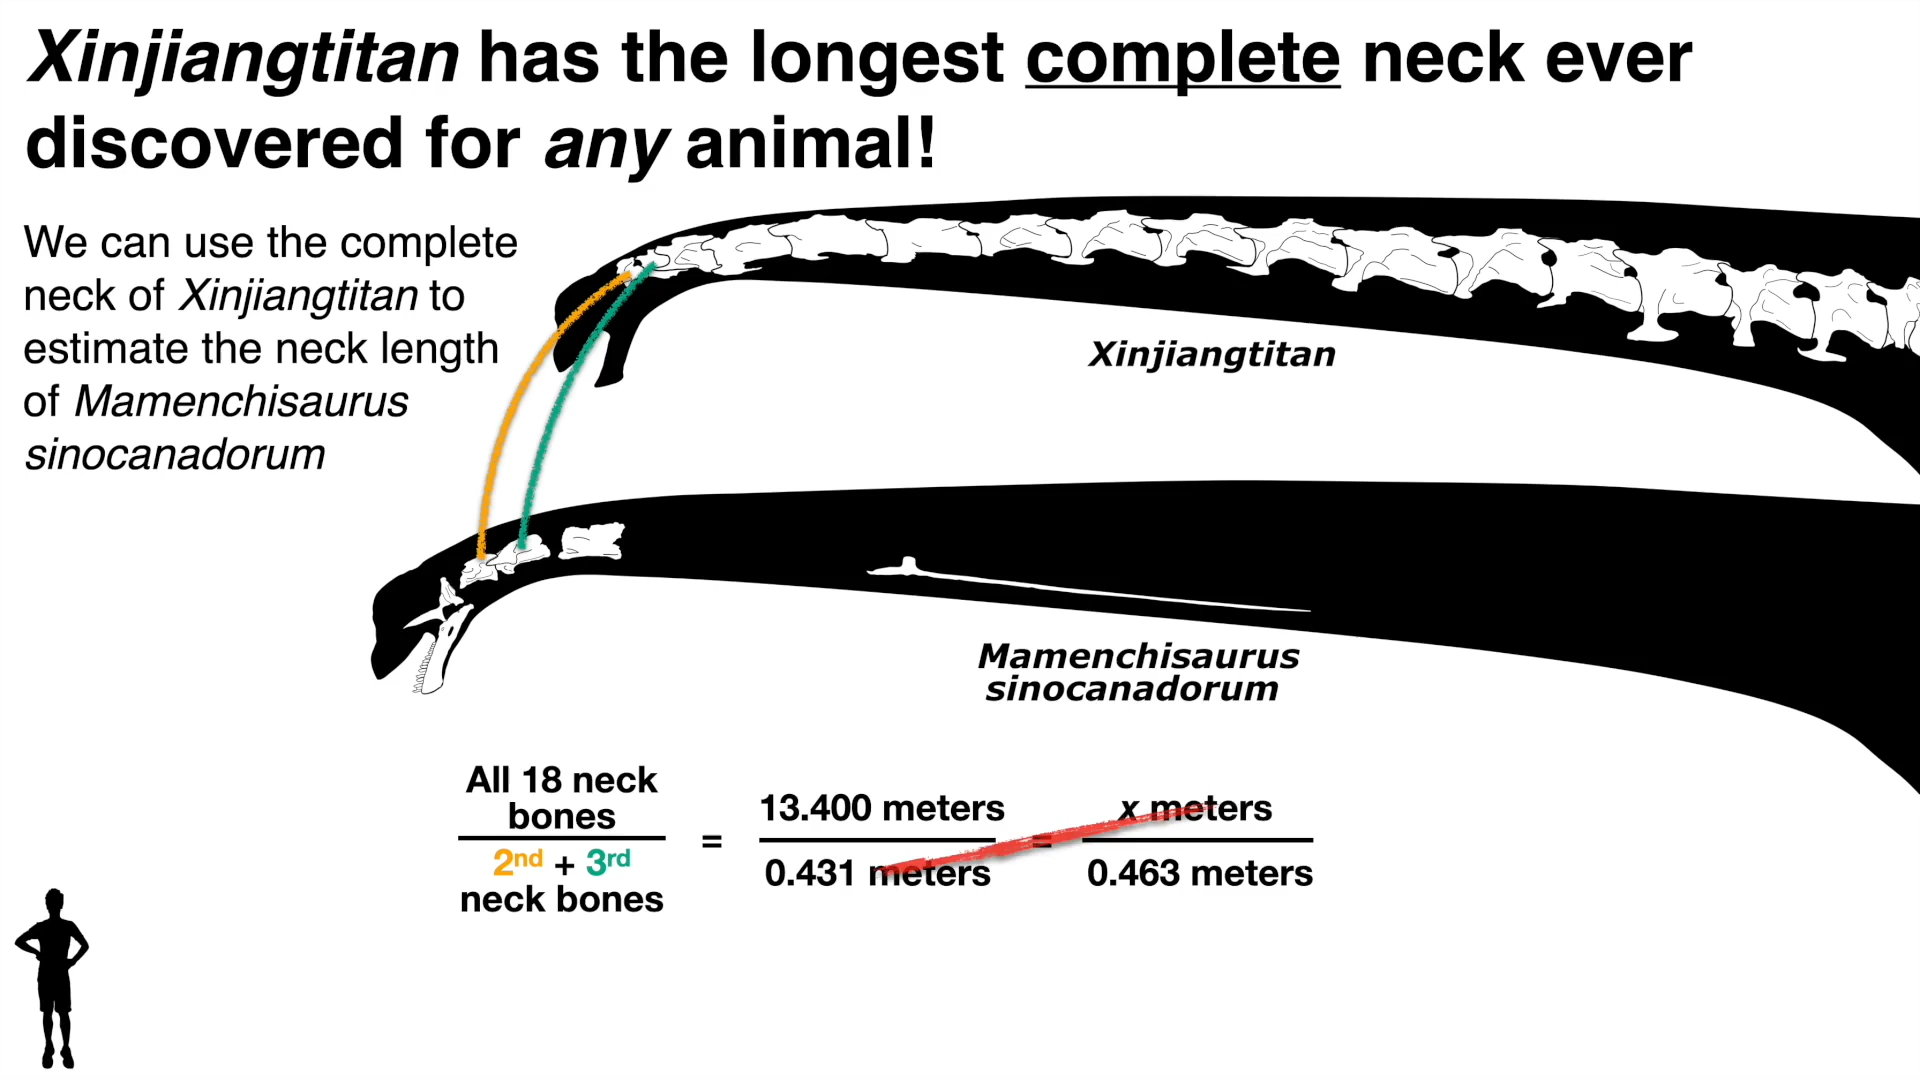 Xinjiangtitan has the longest complete neck ever
discovered for any animal!
We can use the complete
neck of Xinjiangtitan to
estimate the neck length
of Mamenchisaurus
sinocanadorum
Xinjiangtitan
Mamenchisaurus
sinocanadorum
All 18 neck
bones
2nd + 3rd
neck bones
=
13.400 meters
0.431 meters
=
x meters
0.463 meters